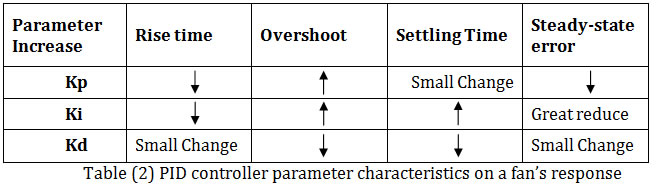 Parameter Increase Rise time Overshoot Settling Time Steady-state error
Kp ↓ ↑ Small Change ↓
Ki ↓ ↑ ↑ Great reduce
Kd Small Change ↓ ↓ Small Change
Table (2) PID controller parameter characteristics on a fan's response